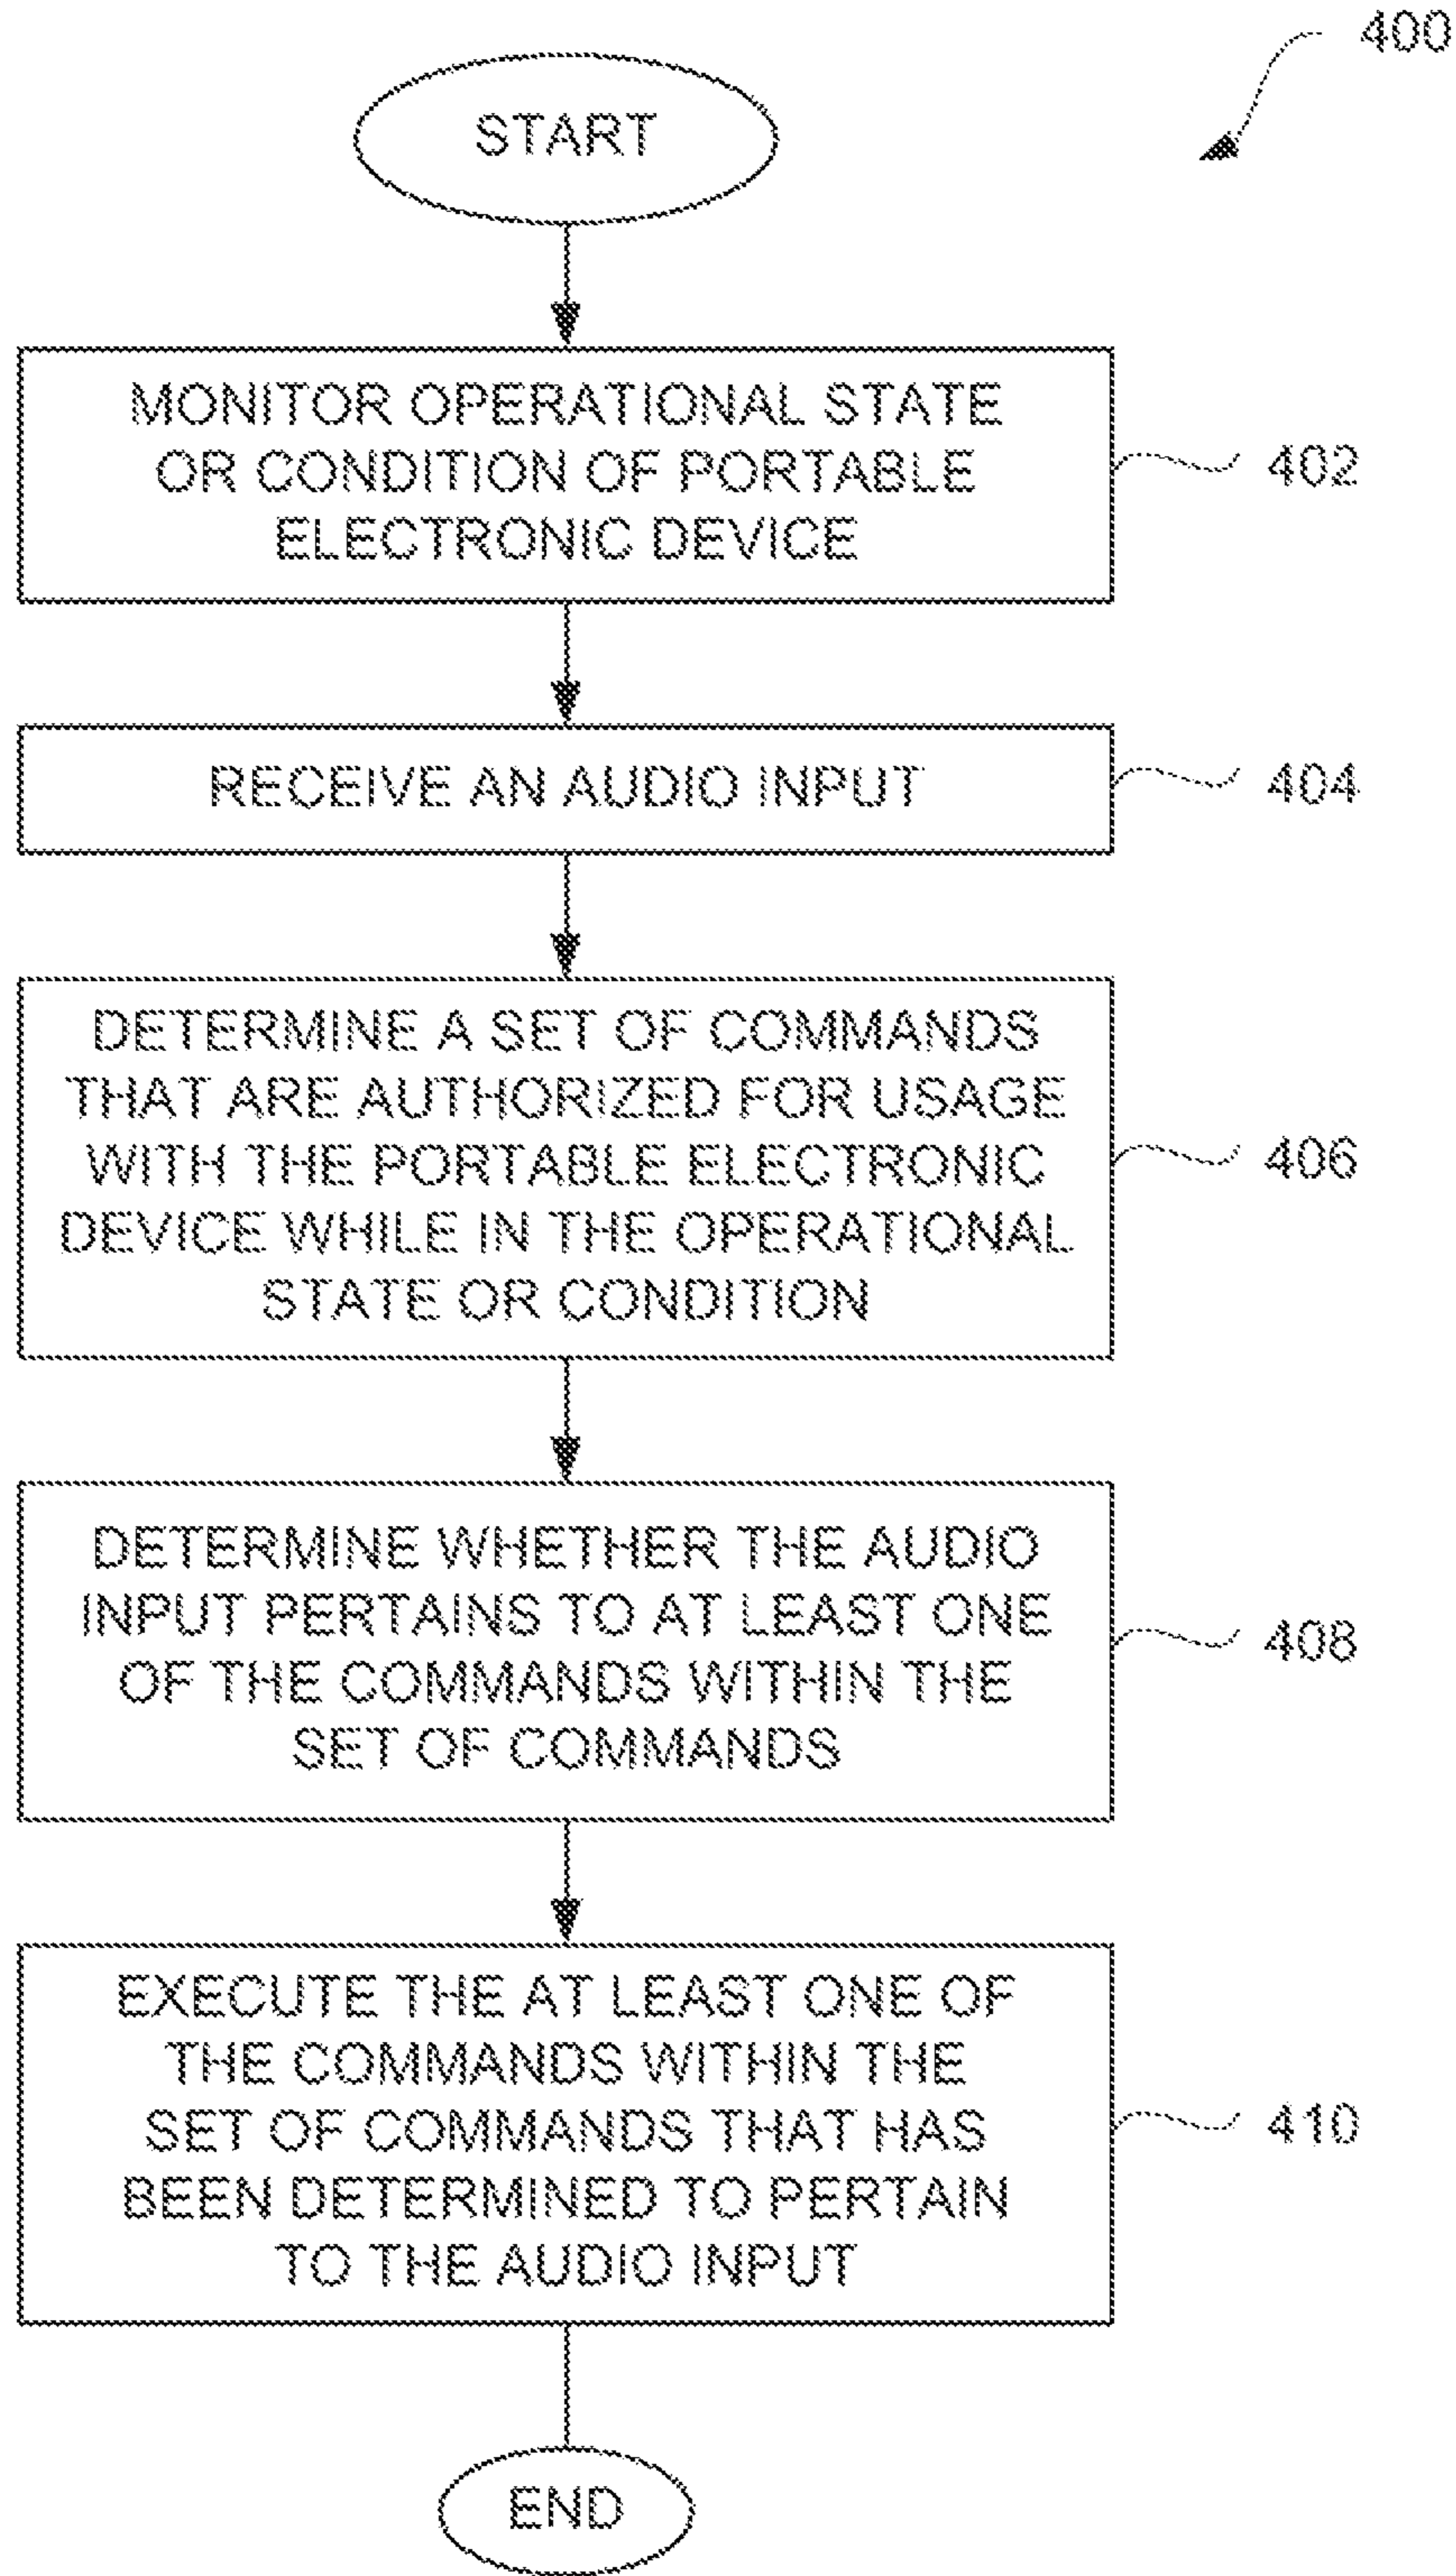 400
START
MONITOR OPERATIONAL STATE
OR CONDITION OF PORTABLE
ELECTRONIC DEVICE
402
RECEIVE AN AUDIO INPUT
404
DETERMINE A SET OF COMMANDS
THAT ARE AUTHORIZED FOR USAGE
WITH THE PORTABLE ELECTRONIC
DEVICE WHILE IN THE OPERATIONAL
STATE OR CONDITION
406
DETERMINE WHETHER THE AUDIO
INPUT PERTAINS TO AT LEAST ONE
OF THE COMMANDS WITHIN THE
SET OF COMMANDS
408
EXECUTE THE AT LEAST ONE OF
THE COMMANDS WITHIN THE
SET OF COMMANDS THAT HAS
BEEN DETERMINED TO PERTAIN
TO THE AUDIO INPUT
410
END